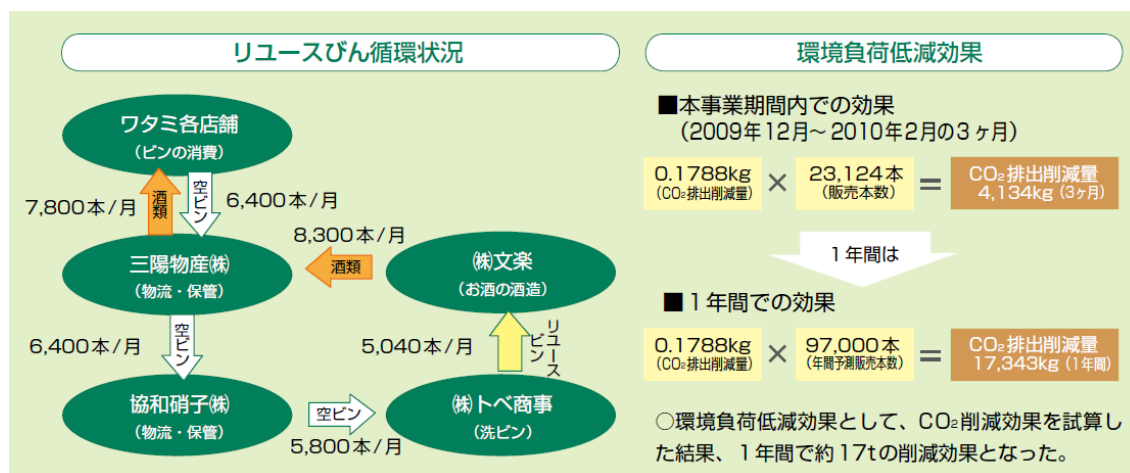 リユースびん循環状況
ワタミ各店舗
(ビンの消費)
7,800本/月
酒類
空ビン
6,400本/月
三陽物産㈱
(物流・保管)
8,300本/月
酒類
㈱文楽
(お酒の酒造)
6,400本/月
空ビン
5,040本/月
リユース
ビン
協和硝子㈱
(物流・保管)
空ビン
5,800本/月
㈱トベ商事
(洗ビン)
環境負荷低減効果
■本事業期間内での効果
(2009年12月~2010年2月の3ヶ月)
0.1788kg × 23,124本 = CO₂排出削減量
(CO₂排出削減量) (販売本数) 4,134kg (3ヶ月)
1年間は
■1年間での効果
0.1788kg × 97,000本 = CO₂排出削減量
(CO₂排出削減量) (年間予測販売本数) 17,343kg (1年間)
○環境負荷低減効果として、CO₂削減効果を試算し
た結果、1年間で約17tの削減効果となった。